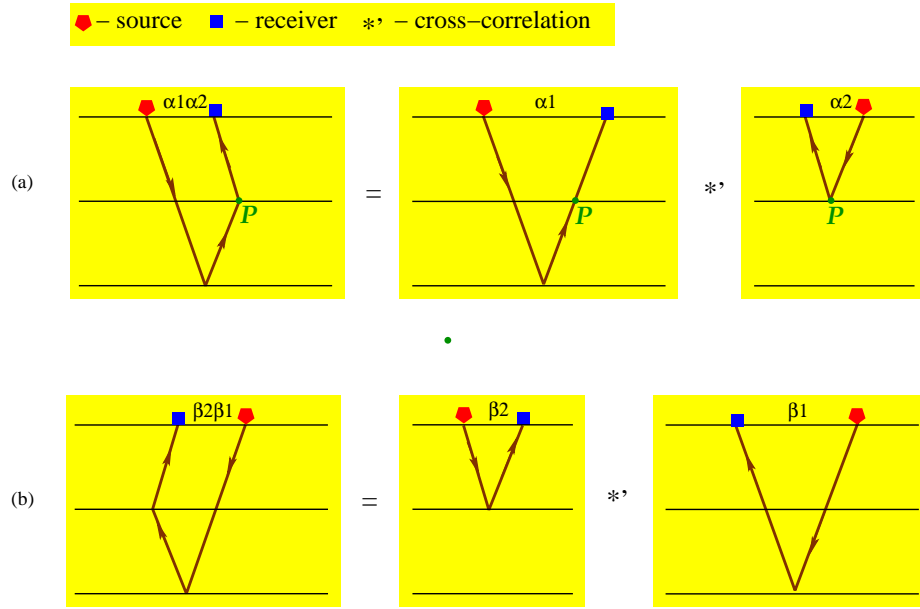 – source – receiver *’ – cross–correlation
α1α2 α1 α2
(a) = *’
P P P
β2β1 β2 β1
(b) = *’